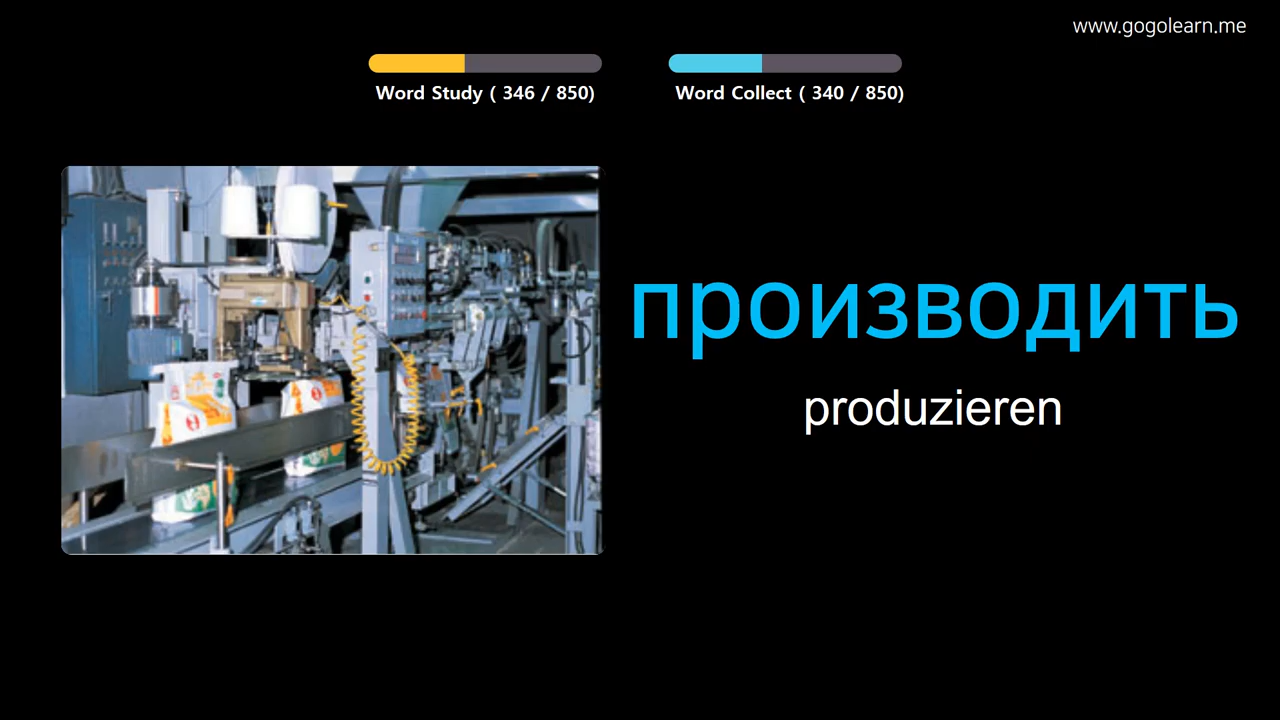 www.gogolearn.me
Word Study ( 346 / 850)
Word Collect ( 340 / 850)
производить
produzieren